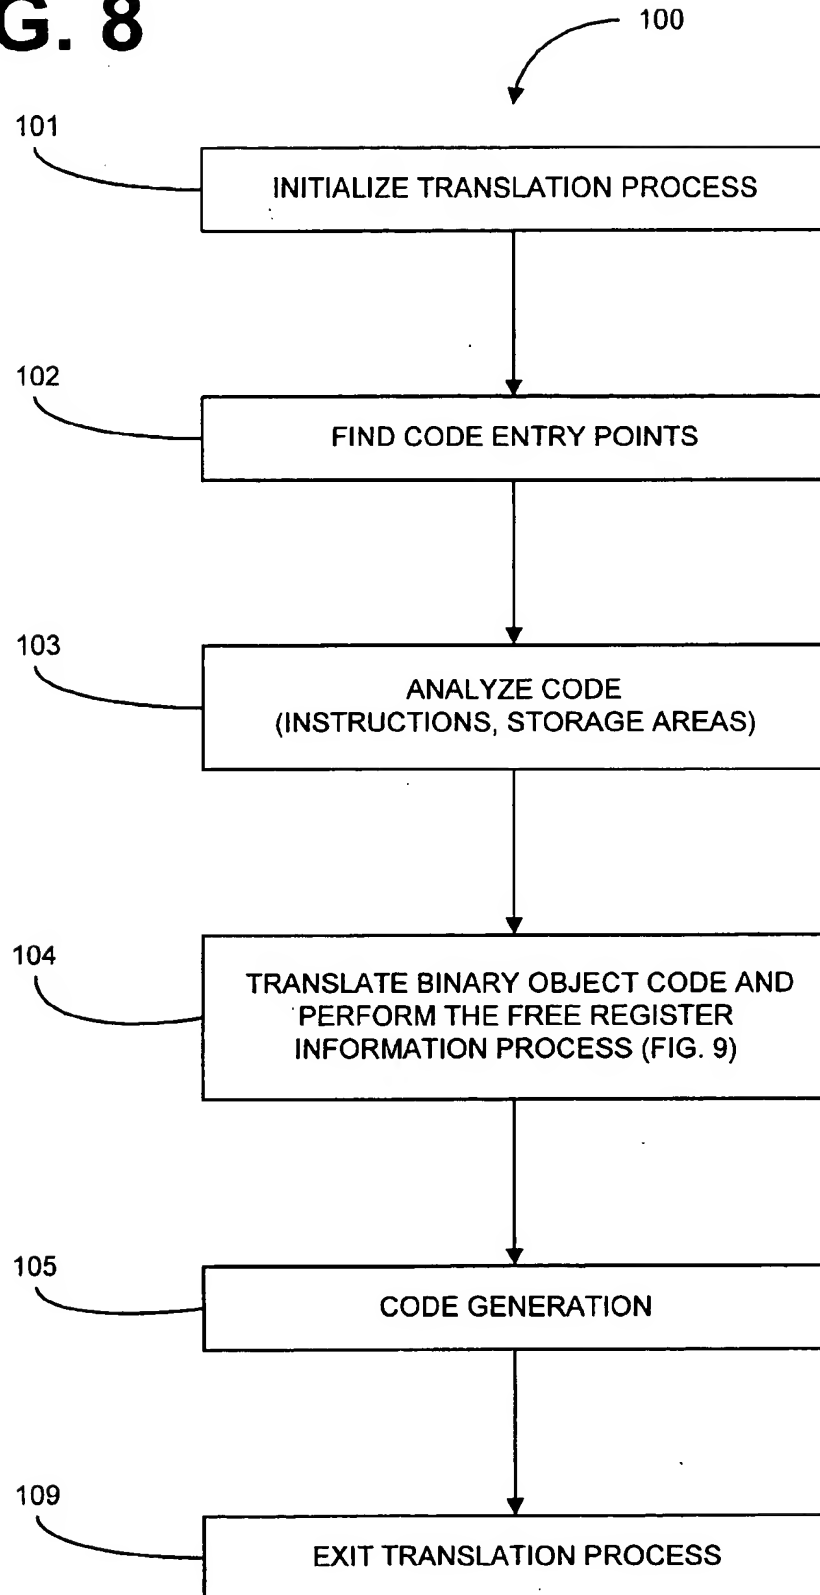 G. 8
100
101
INITIALIZE TRANSLATION PROCESS
102
FIND CODE ENTRY POINTS
103
ANALYZE CODE
(INSTRUCTIONS, STORAGE AREAS)
104
TRANSLATE BINARY OBJECT CODE AND
PERFORM THE FREE REGISTER
INFORMATION PROCESS (FIG. 9)
105
CODE GENERATION
109
EXIT TRANSLATION PROCESS